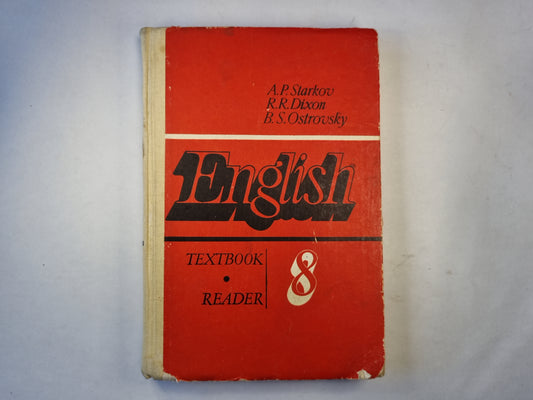 A.P. Starkov
R.R. Dixon
B.S. Ostrovsky
English
TEXTBOOK
•
READER
8